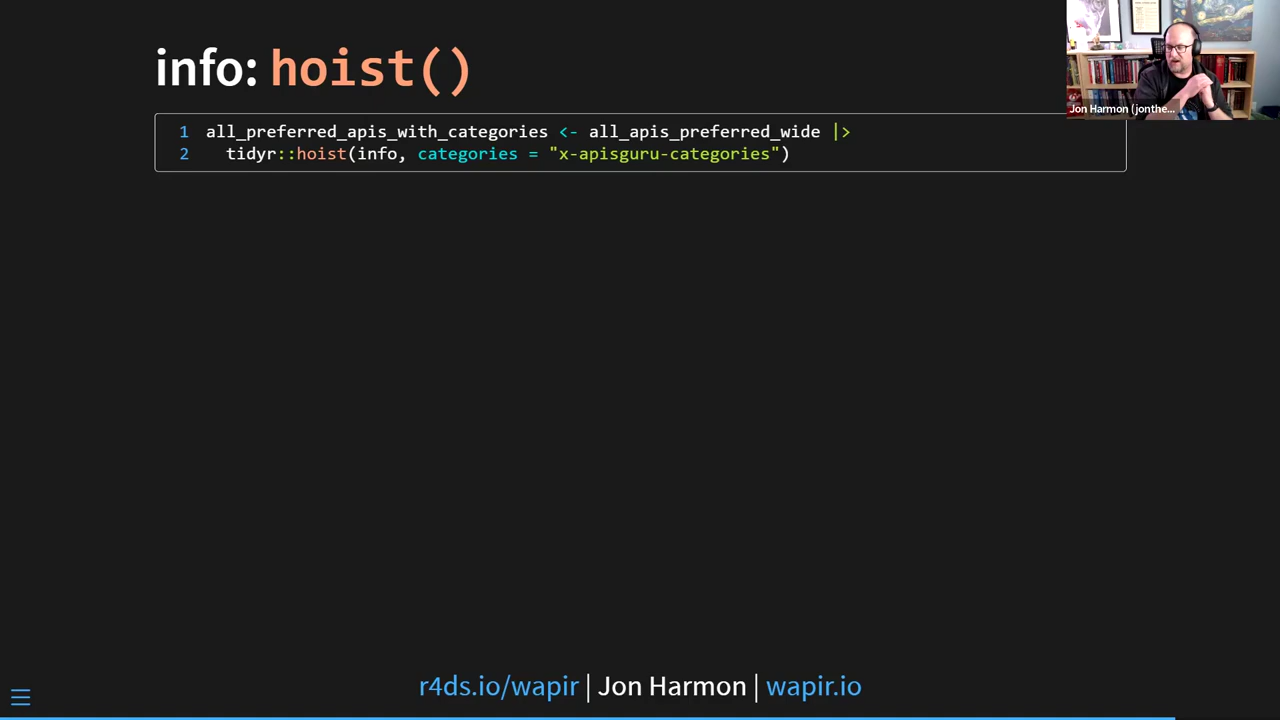 info: hoist()
1 all_preferred_apis_with_categories <- all_apis_preferred_wide |>
2 tidyr::hoist(info, categories = "x-apisguru-categories")
Jon Harmon (jonthe...
r4ds.io/wapir | Jon Harmon | wapir.io